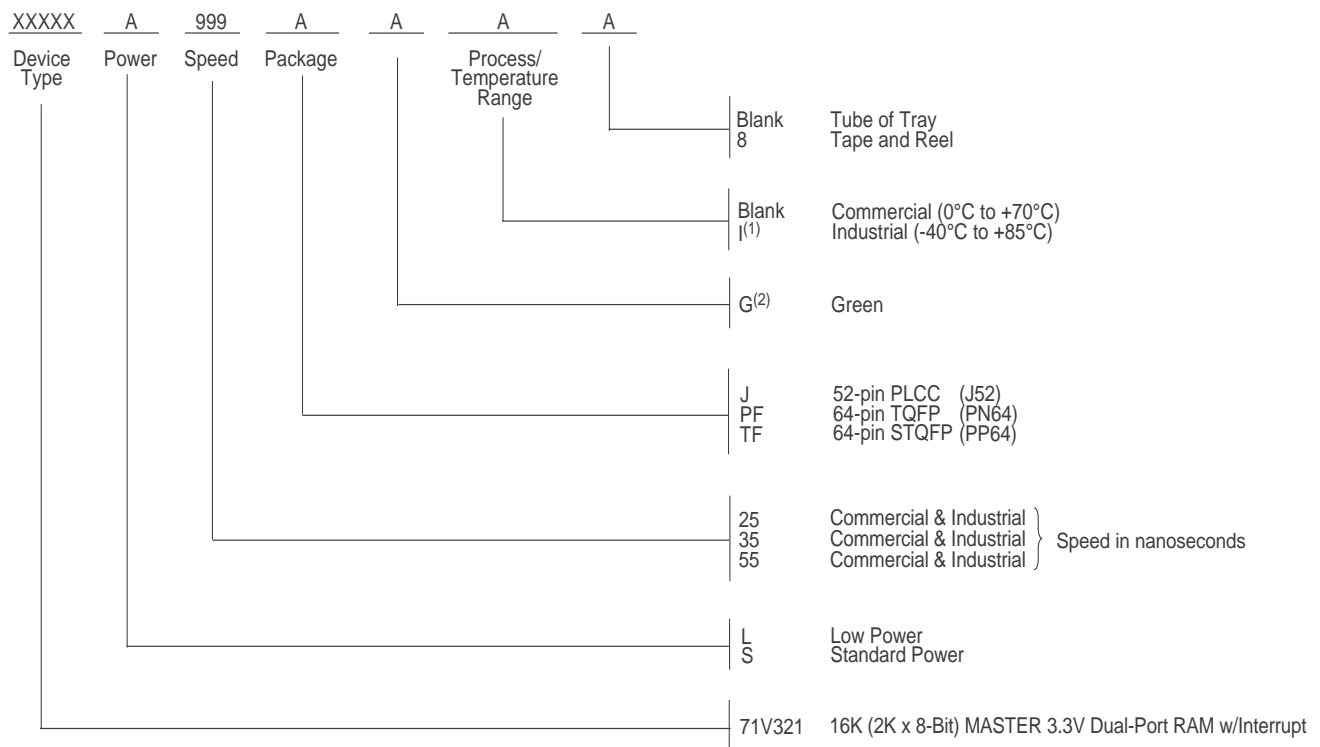 XXXXX A 999 A A A A
Device Type Power Speed Package Process/ Temperature Range
Blank Tube of Tray
8 Tape and Reel
Blank Commercial (0°C to +70°C)
I(1) Industrial (-40°C to +85°C)
G(2) Green
J 52-pin PLCC (J52)
PF 64-pin TQFP (PN64)
TF 64-pin STQFP (PP64)
25 Commercial & Industrial
35 Commercial & Industrial Speed in nanoseconds
55 Commercial & Industrial
L Low Power
S Standard Power
71V321 16K (2K x 8-Bit) MASTER 3.3V Dual-Port RAM w/Interrupt